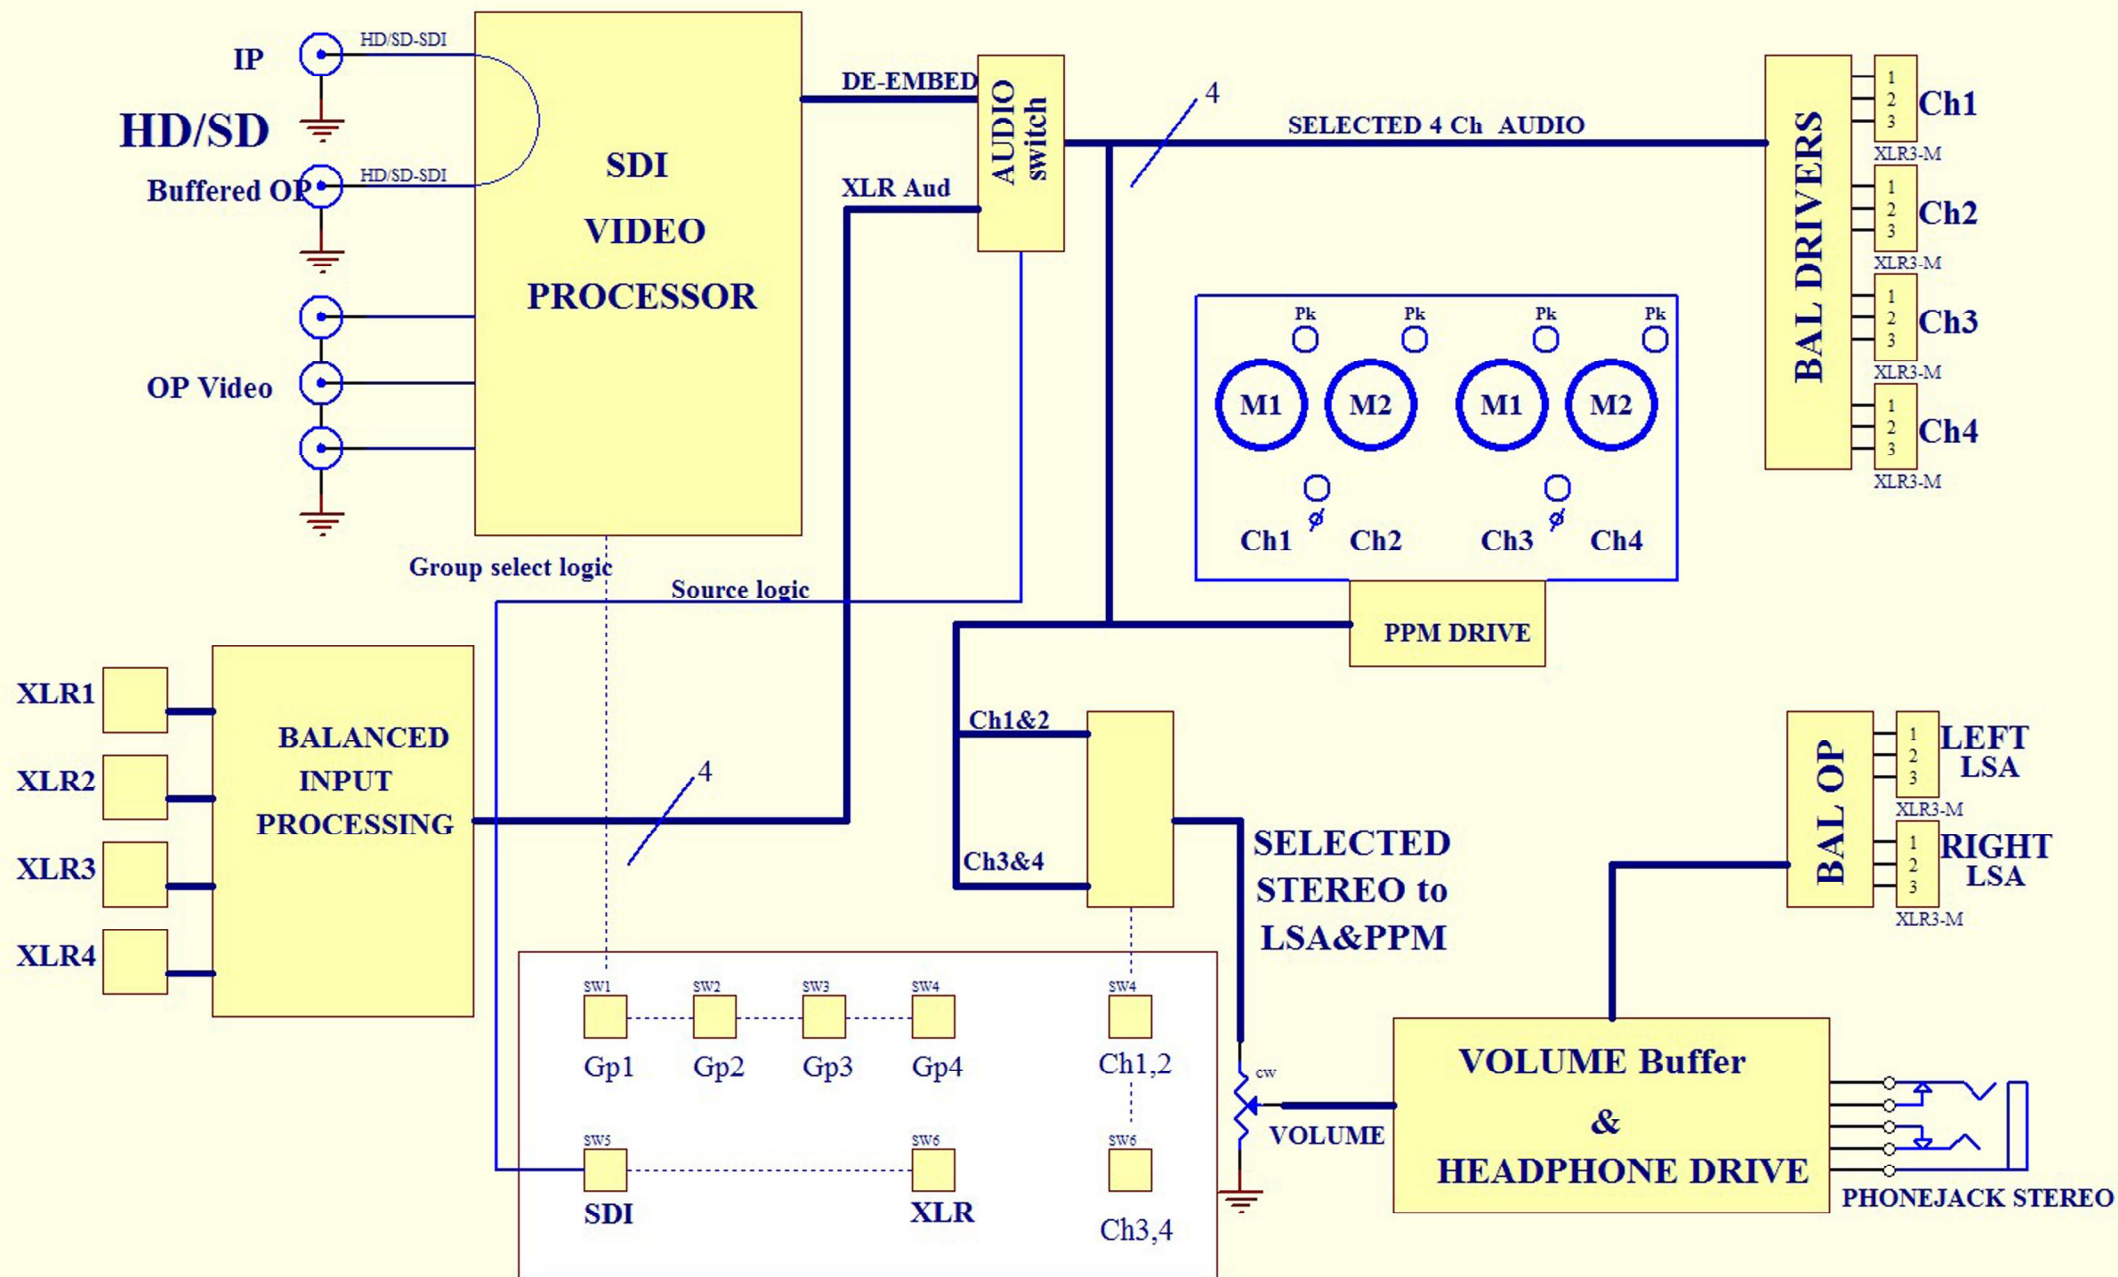 IP
HD/SD-SDI
HD/SD
Buffered OP
HD/SD-SDI
OP Video
SDI
VIDEO
PROCESSOR
DE-EMBED
XLR Aud
AUDIO
switch
4
SELECTED 4 Ch AUDIO
BAL DRIVERS
1
2
3
Ch1
XLR3-M
1
2
3
Ch2
XLR3-M
1
2
3
Ch3
XLR3-M
1
2
3
Ch4
XLR3-M
Pk
Pk
Pk
Pk
M1
M2
M1
M2
Ch1
Ch2
Ch3
Ch4
PPM DRIVE
Group select logic
Source logic
XLR1
XLR2
XLR3
XLR4
BALANCED
INPUT
PROCESSING
4
Ch1&2
Ch3&4
SELECTED
STEREO to
LSA&PPM
BAL OP
1
2
3
LEFT
LSA
XLR3-M
1
2
3
RIGHT
LSA
XLR3-M
SW1
SW2
SW3
SW4
SW4
Gp1
Gp2
Gp3
Gp4
Ch1,2
SW5
SW6
SW6
SDI
XLR
Ch3,4
CW
VOLUME
VOLUME Buffer
&
HEADPHONE DRIVE
PHONEJACK STEREO